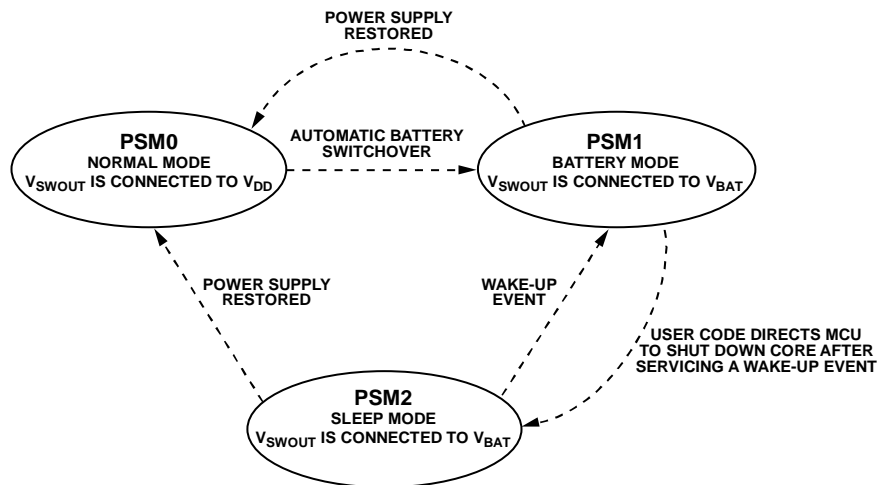 POWER SUPPLY
RESTORED
PSM0
NORMAL MODE
VSWOUT IS CONNECTED TO VDD
AUTOMATIC BATTERY
SWITCHOVER
PSM1
BATTERY MODE
VSWOUT IS CONNECTED TO VBAT
POWER SUPPLY
RESTORED
WAKE-UP
EVENT
USER CODE DIRECTS MCU
TO SHUT DOWN CORE AFTER
SERVICING A WAKE-UP EVENT
PSM2
SLEEP MODE
VSWOUT IS CONNECTED TO VBAT